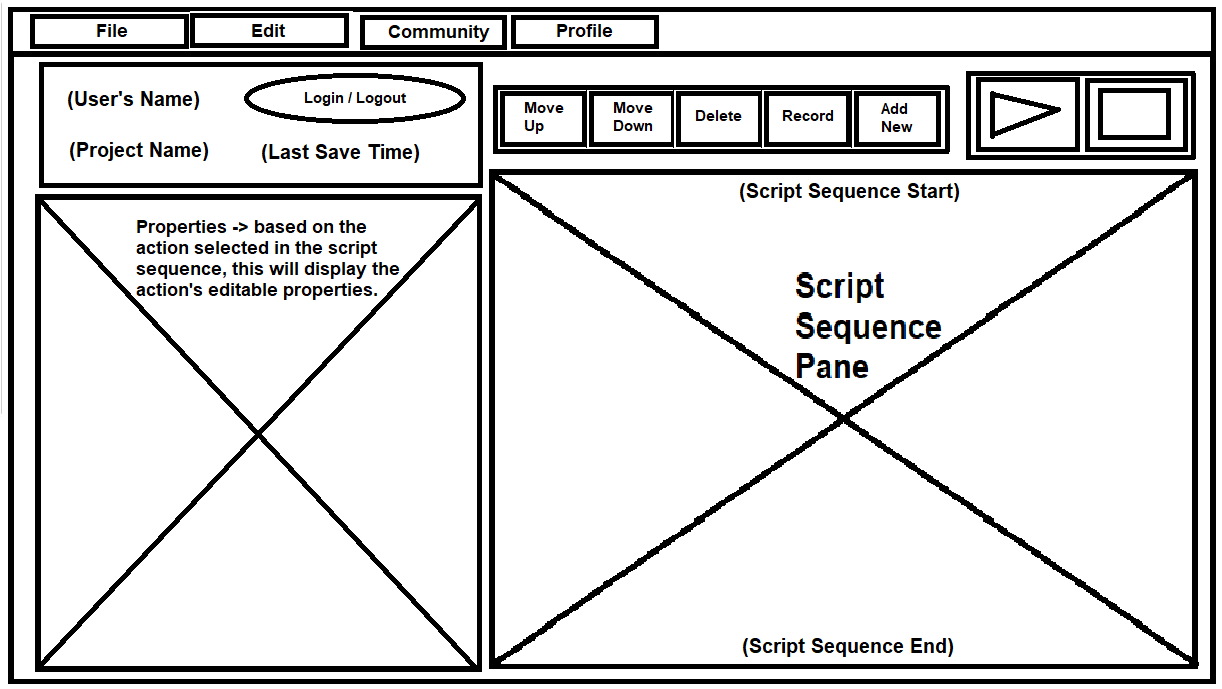 File
Edit
Community
Profile
(User's Name)
Login / Logout
(Project Name)
(Last Save Time)
Move
Up
Move
Down
Delete
Record
Add
New
Properties -> based on the
action selected in the script
sequence, this will display the
action's editable properties.
(Script Sequence Start)
Script
Sequence
Pane
(Script Sequence End)